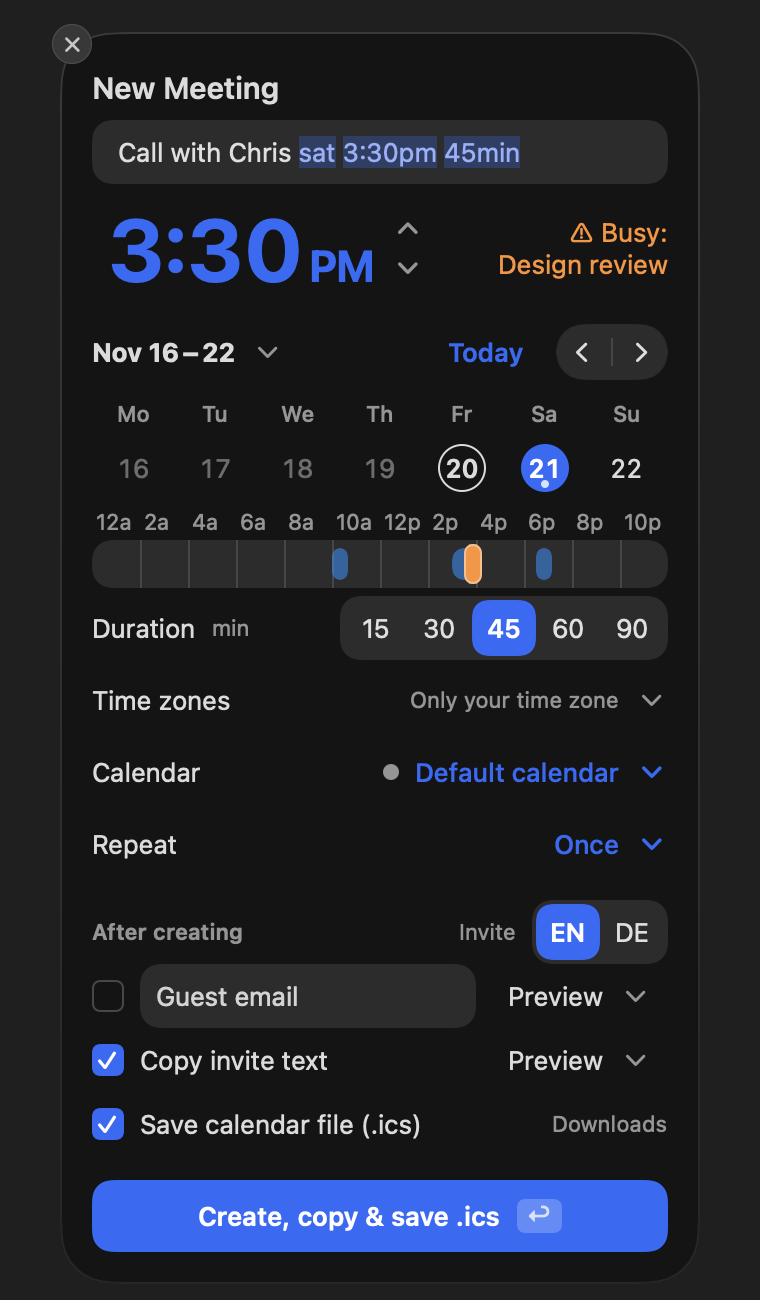 New Meeting
Call with Chris sat 3:30pm 45min
3:30 PM
Busy:
Design review
Nov 16 – 22
Today
Mo Tu We Th Fr Sa Su
16 17 18 19 20 21 22
12a 2a 4a 6a 8a 10a 12p 2p 4p 6p 8p 10p
Duration min 15 30 45 60 90
Time zones Only your time zone
Calendar Default calendar
Repeat Once
After creating Invite EN DE
Guest email Preview
Copy invite text Preview
Save calendar file (.ics) Downloads
Create, copy & save .ics